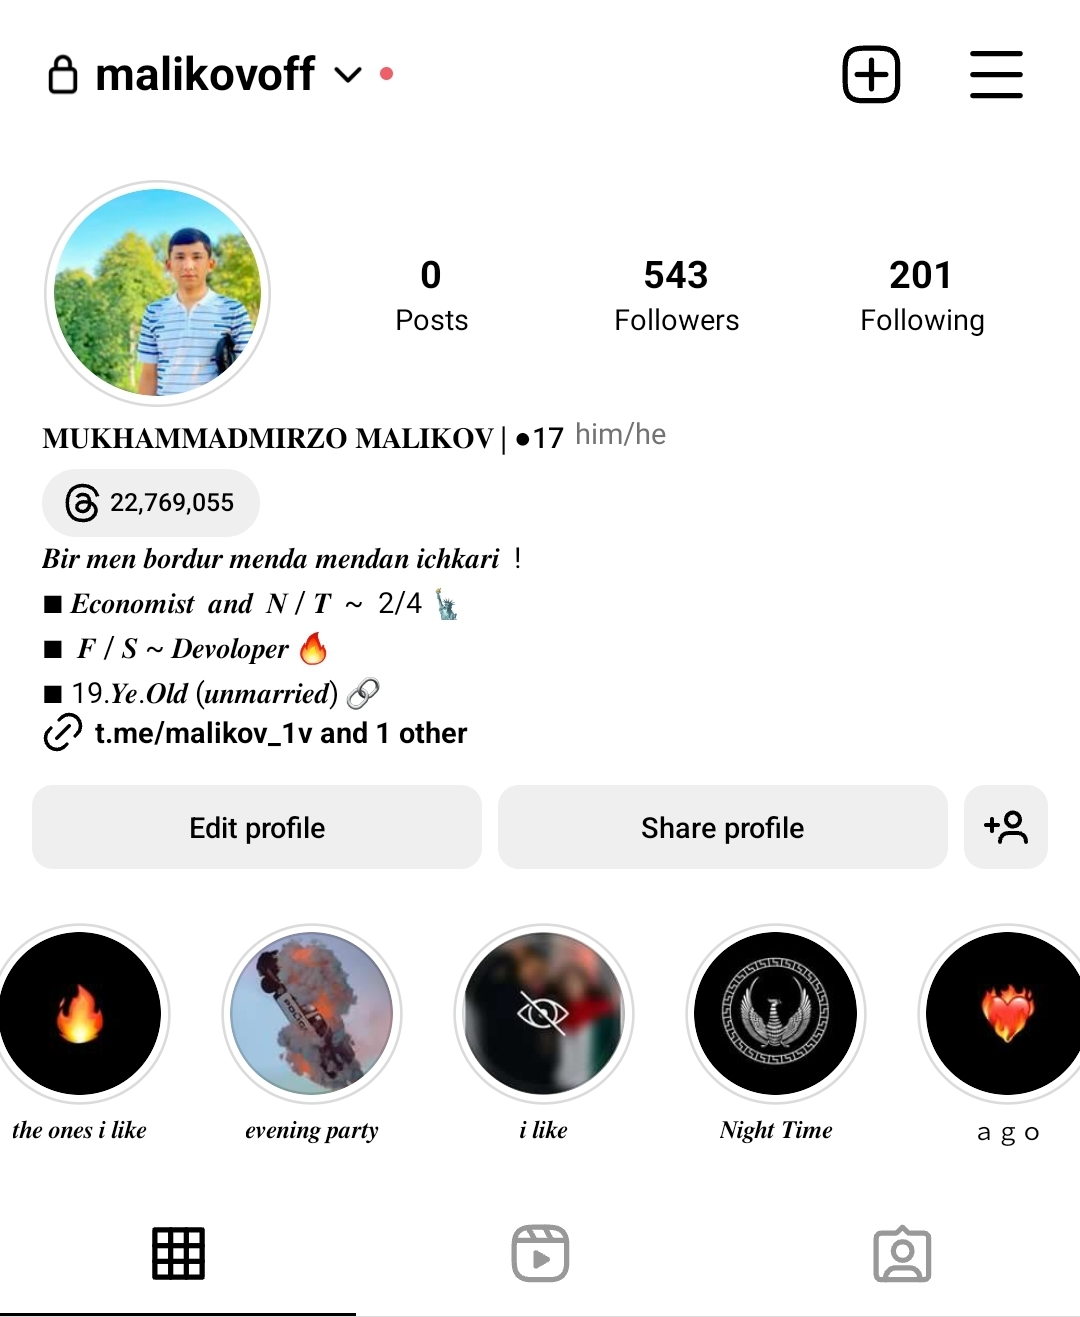 malikovoff
0 543 201
Posts Followers Following
MUKHAMMADMIRZO MALIKOV | ●17 him/he
22,769,055
Bir men bordur menda mendan ichkari !
■ Economist and N / T ~ 2/4 🗽
■ F / S ~ Devoloper 🔥
■ 19.Ye.Old (unmarried) 🔗
t.me/malikov_1v and 1 other
Edit profile Share profile
POLICE
the ones i like evening party i like Night Time a g o